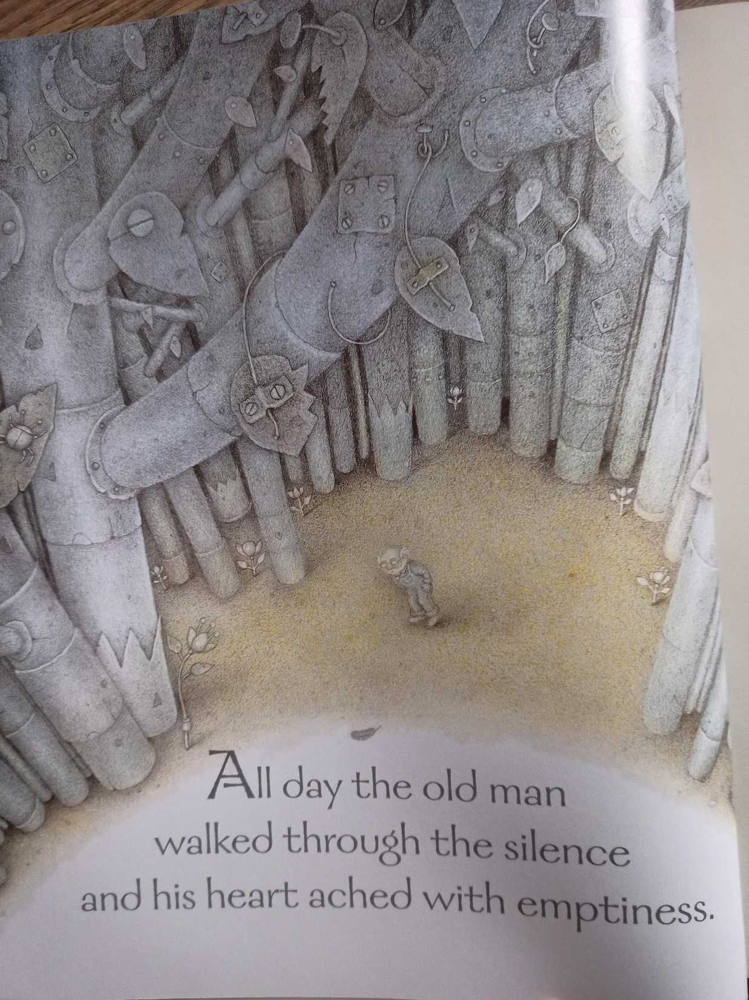 All day the old man
walked through the silence
and his heart ached with emptiness.